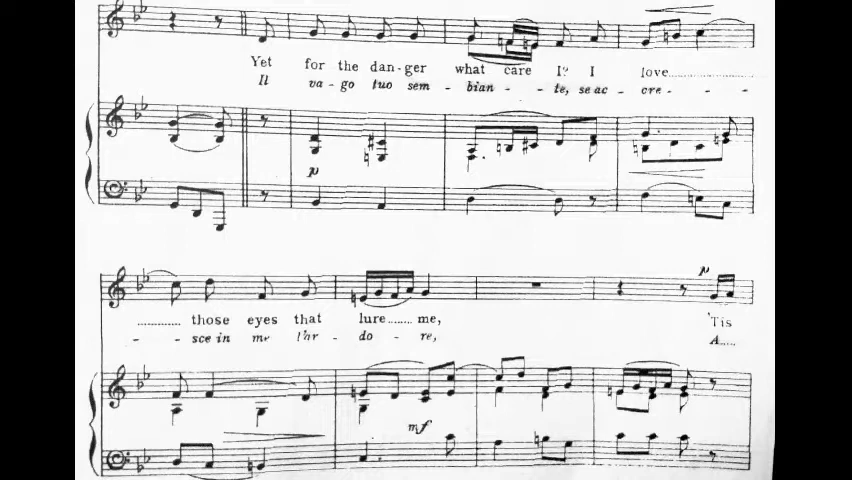 Yet for the dan-ger what care I? I love............
Il va-go tuo sem - bian - te, se ac - cre - - -
p
............ those eyes that lure........ me, 'Tis
- - sce in me l'ar - do - re, A.....
p
mf